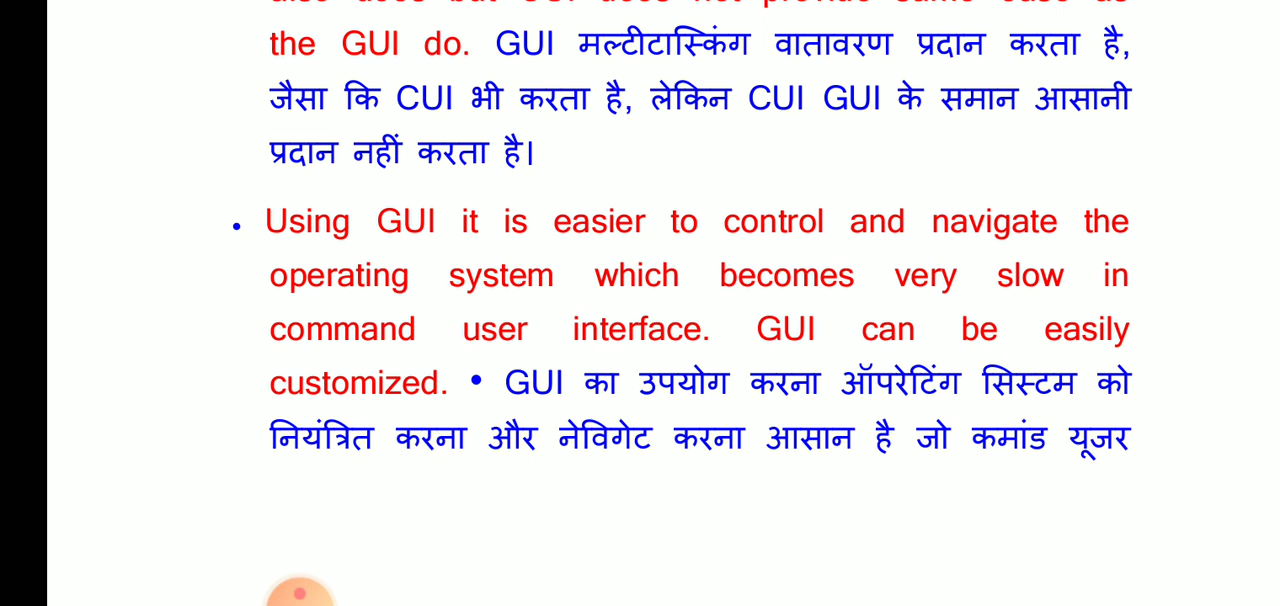 the GUI do. GUI मल्टीटास्किंग वातावरण प्रदान करता है,
जैसा कि CUI भी करता है, लेकिन CUI GUI के समान आसानी
प्रदान नहीं करता है।
• Using GUI it is easier to control and navigate the
operating system which becomes very slow in
command user interface. GUI can be easily
customized. • GUI का उपयोग करना ऑपरेटिंग सिस्टम को
नियंत्रित करना और नेविगेट करना आसान है जो कमांड यूजर